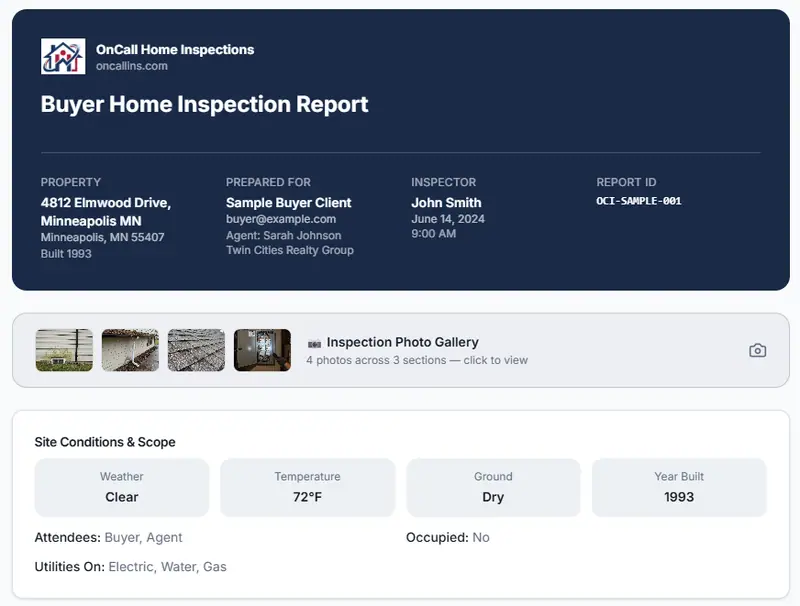 OnCall Home Inspections
oncallins.com
Buyer Home Inspection Report
PROPERTY
4812 Elmwood Drive,
Minneapolis MN
Minneapolis, MN 55407
Built 1993
PREPARED FOR
Sample Buyer Client
buyer@example.com
Agent: Sarah Johnson
Twin Cities Realty Group
INSPECTOR
John Smith
June 14, 2024
9:00 AM
REPORT ID
OCI-SAMPLE-001
Inspection Photo Gallery
4 photos across 3 sections — click to view
Site Conditions & Scope
Weather
Clear
Temperature
72°F
Ground
Dry
Year Built
1993
Attendees: Buyer, Agent
Occupied: No
Utilities On: Electric, Water, Gas